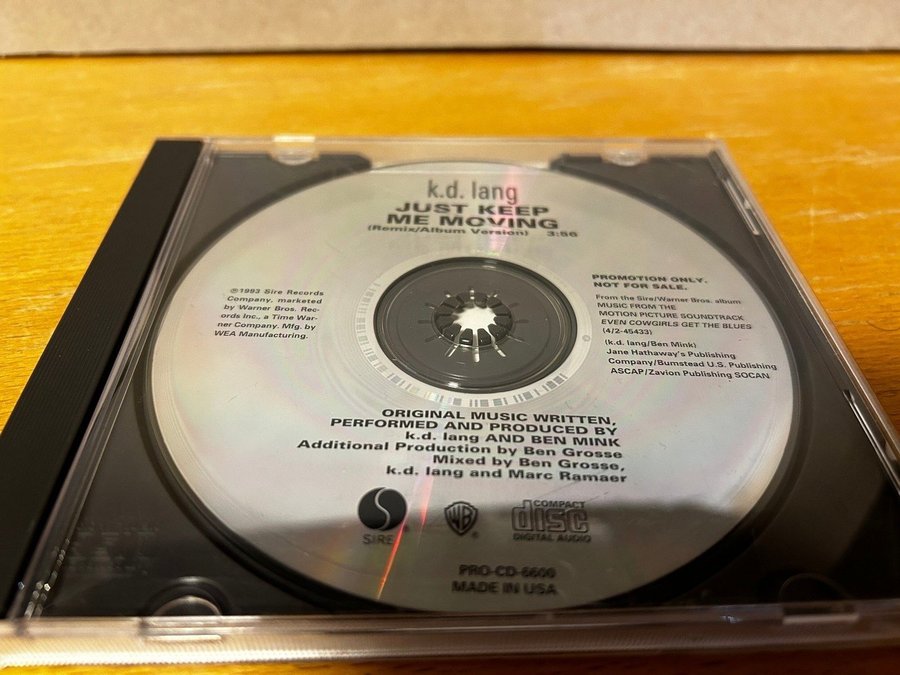 k.d. lang
JUST KEEP
ME MOVING
(Remix/Album Version) 3:56
℗1993 Sire Records
Company, marketed
by Warner Bros. Rec-
ords Inc., a Time War-
ner Company. Mfg. by
WEA Manufacturing.
PROMOTION ONLY.
NOT FOR SALE.
From the Sire/Warner Bros. album:
MUSIC FROM THE
MOTION PICTURE SOUNDTRACK
EVEN COWGIRLS GET THE BLUES
(4/2-45433)
(k.d. lang/Ben Mink)
Jane Hathaway's Publishing
Company/Bumstead U.S. Publishing
ASCAP/Zavion Publishing SOCAN
ORIGINAL MUSIC WRITTEN,
PERFORMED AND PRODUCED BY
k.d. lang AND BEN MINK
Additional Production by Ben Grosse
Mixed by Ben Grosse,
k.d. lang and Marc Ramaer
SIRE
WB
COMPACT
disc
DIGITAL AUDIO
PRO-CD-6600
MADE IN USA